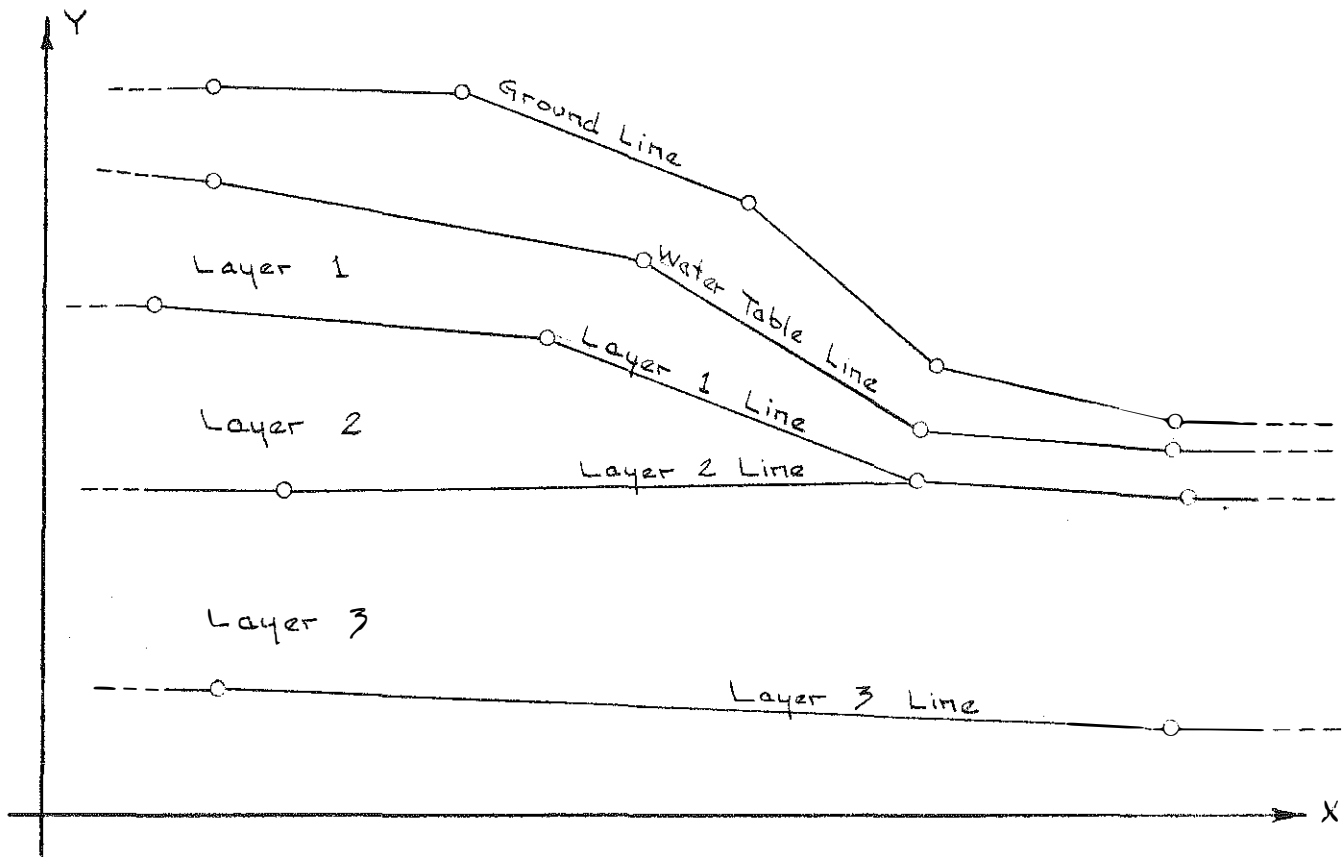 Y
Ground Line
Water Table Line
Layer 1
Layer 1 Line
Layer 2
Layer 2 Line
Layer 3
Layer 3 Line
X